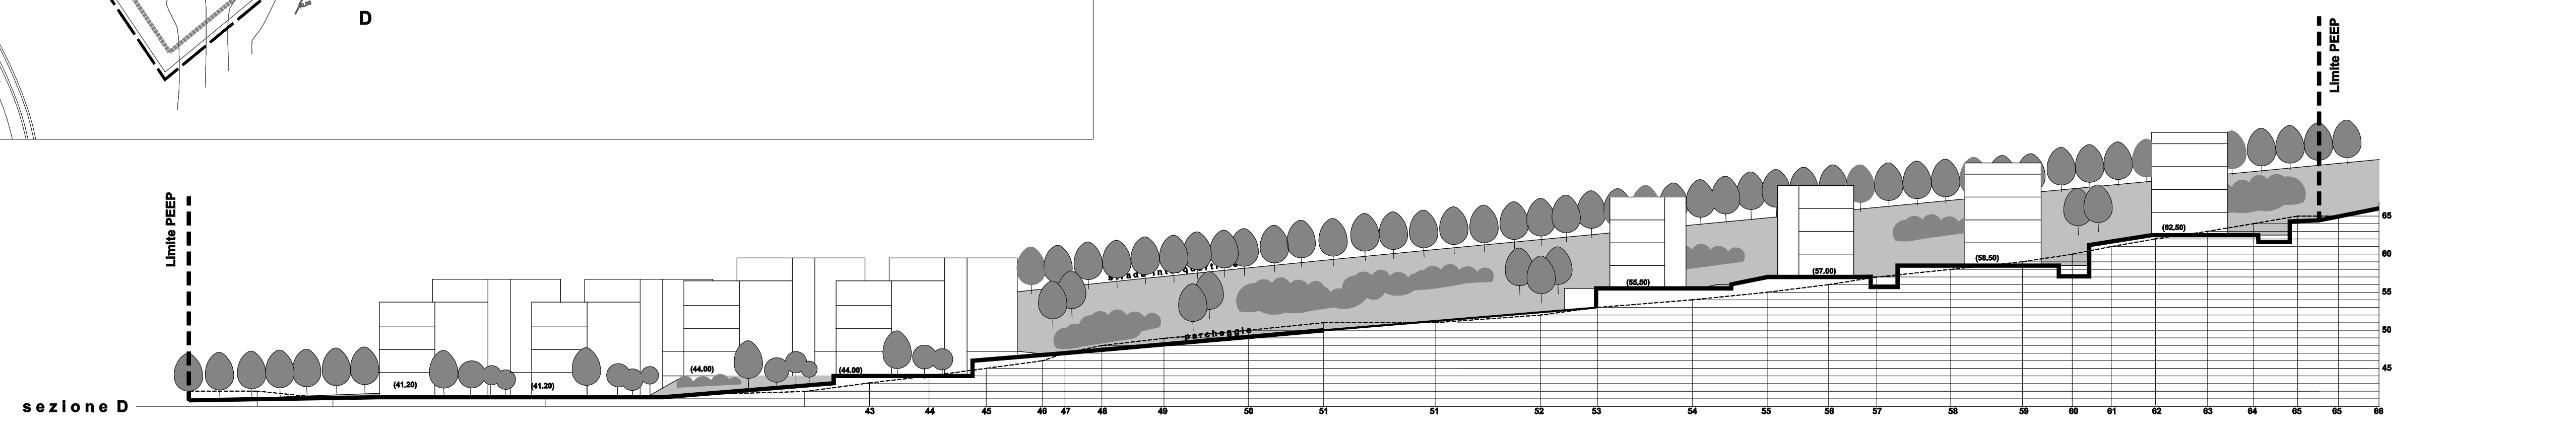 D
Limite PEEP
Limite PEEP
strada interquartiere
parcheggio
(41.20)
(41.20)
(44.00)
(44.00)
(55.50)
(57.00)
(58.50)
(62.50)
65
60
55
50
45
sezione D
43 44 45 46 47 48 49 50 51 51 52 53 54 55 56 57 58 59 60 61 62 63 64 65 65 66